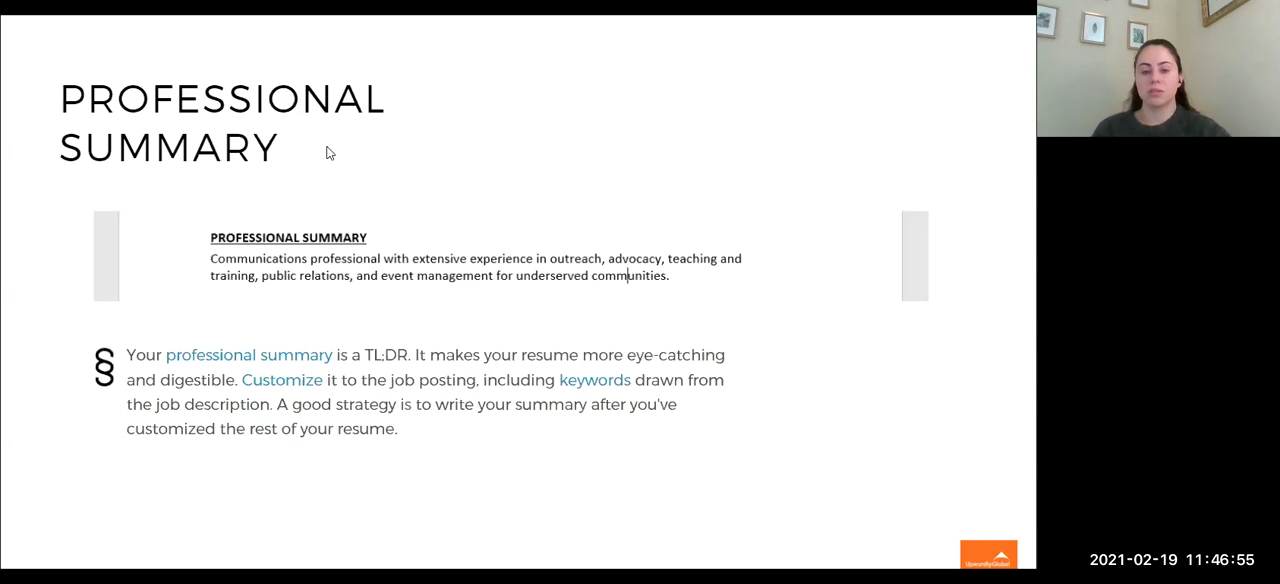 PROFESSIONAL
SUMMARY
PROFESSIONAL SUMMARY
Communications professional with extensive experience in outreach, advocacy, teaching and
training, public relations, and event management for underserved communities.
§ Your professional summary is a TL;DR. It makes your resume more eye-catching
and digestible. Customize it to the job posting, including keywords drawn from
the job description. A good strategy is to write your summary after you've
customized the rest of your resume.
UpwardlyGlobal
2021-02-19 11:46:55